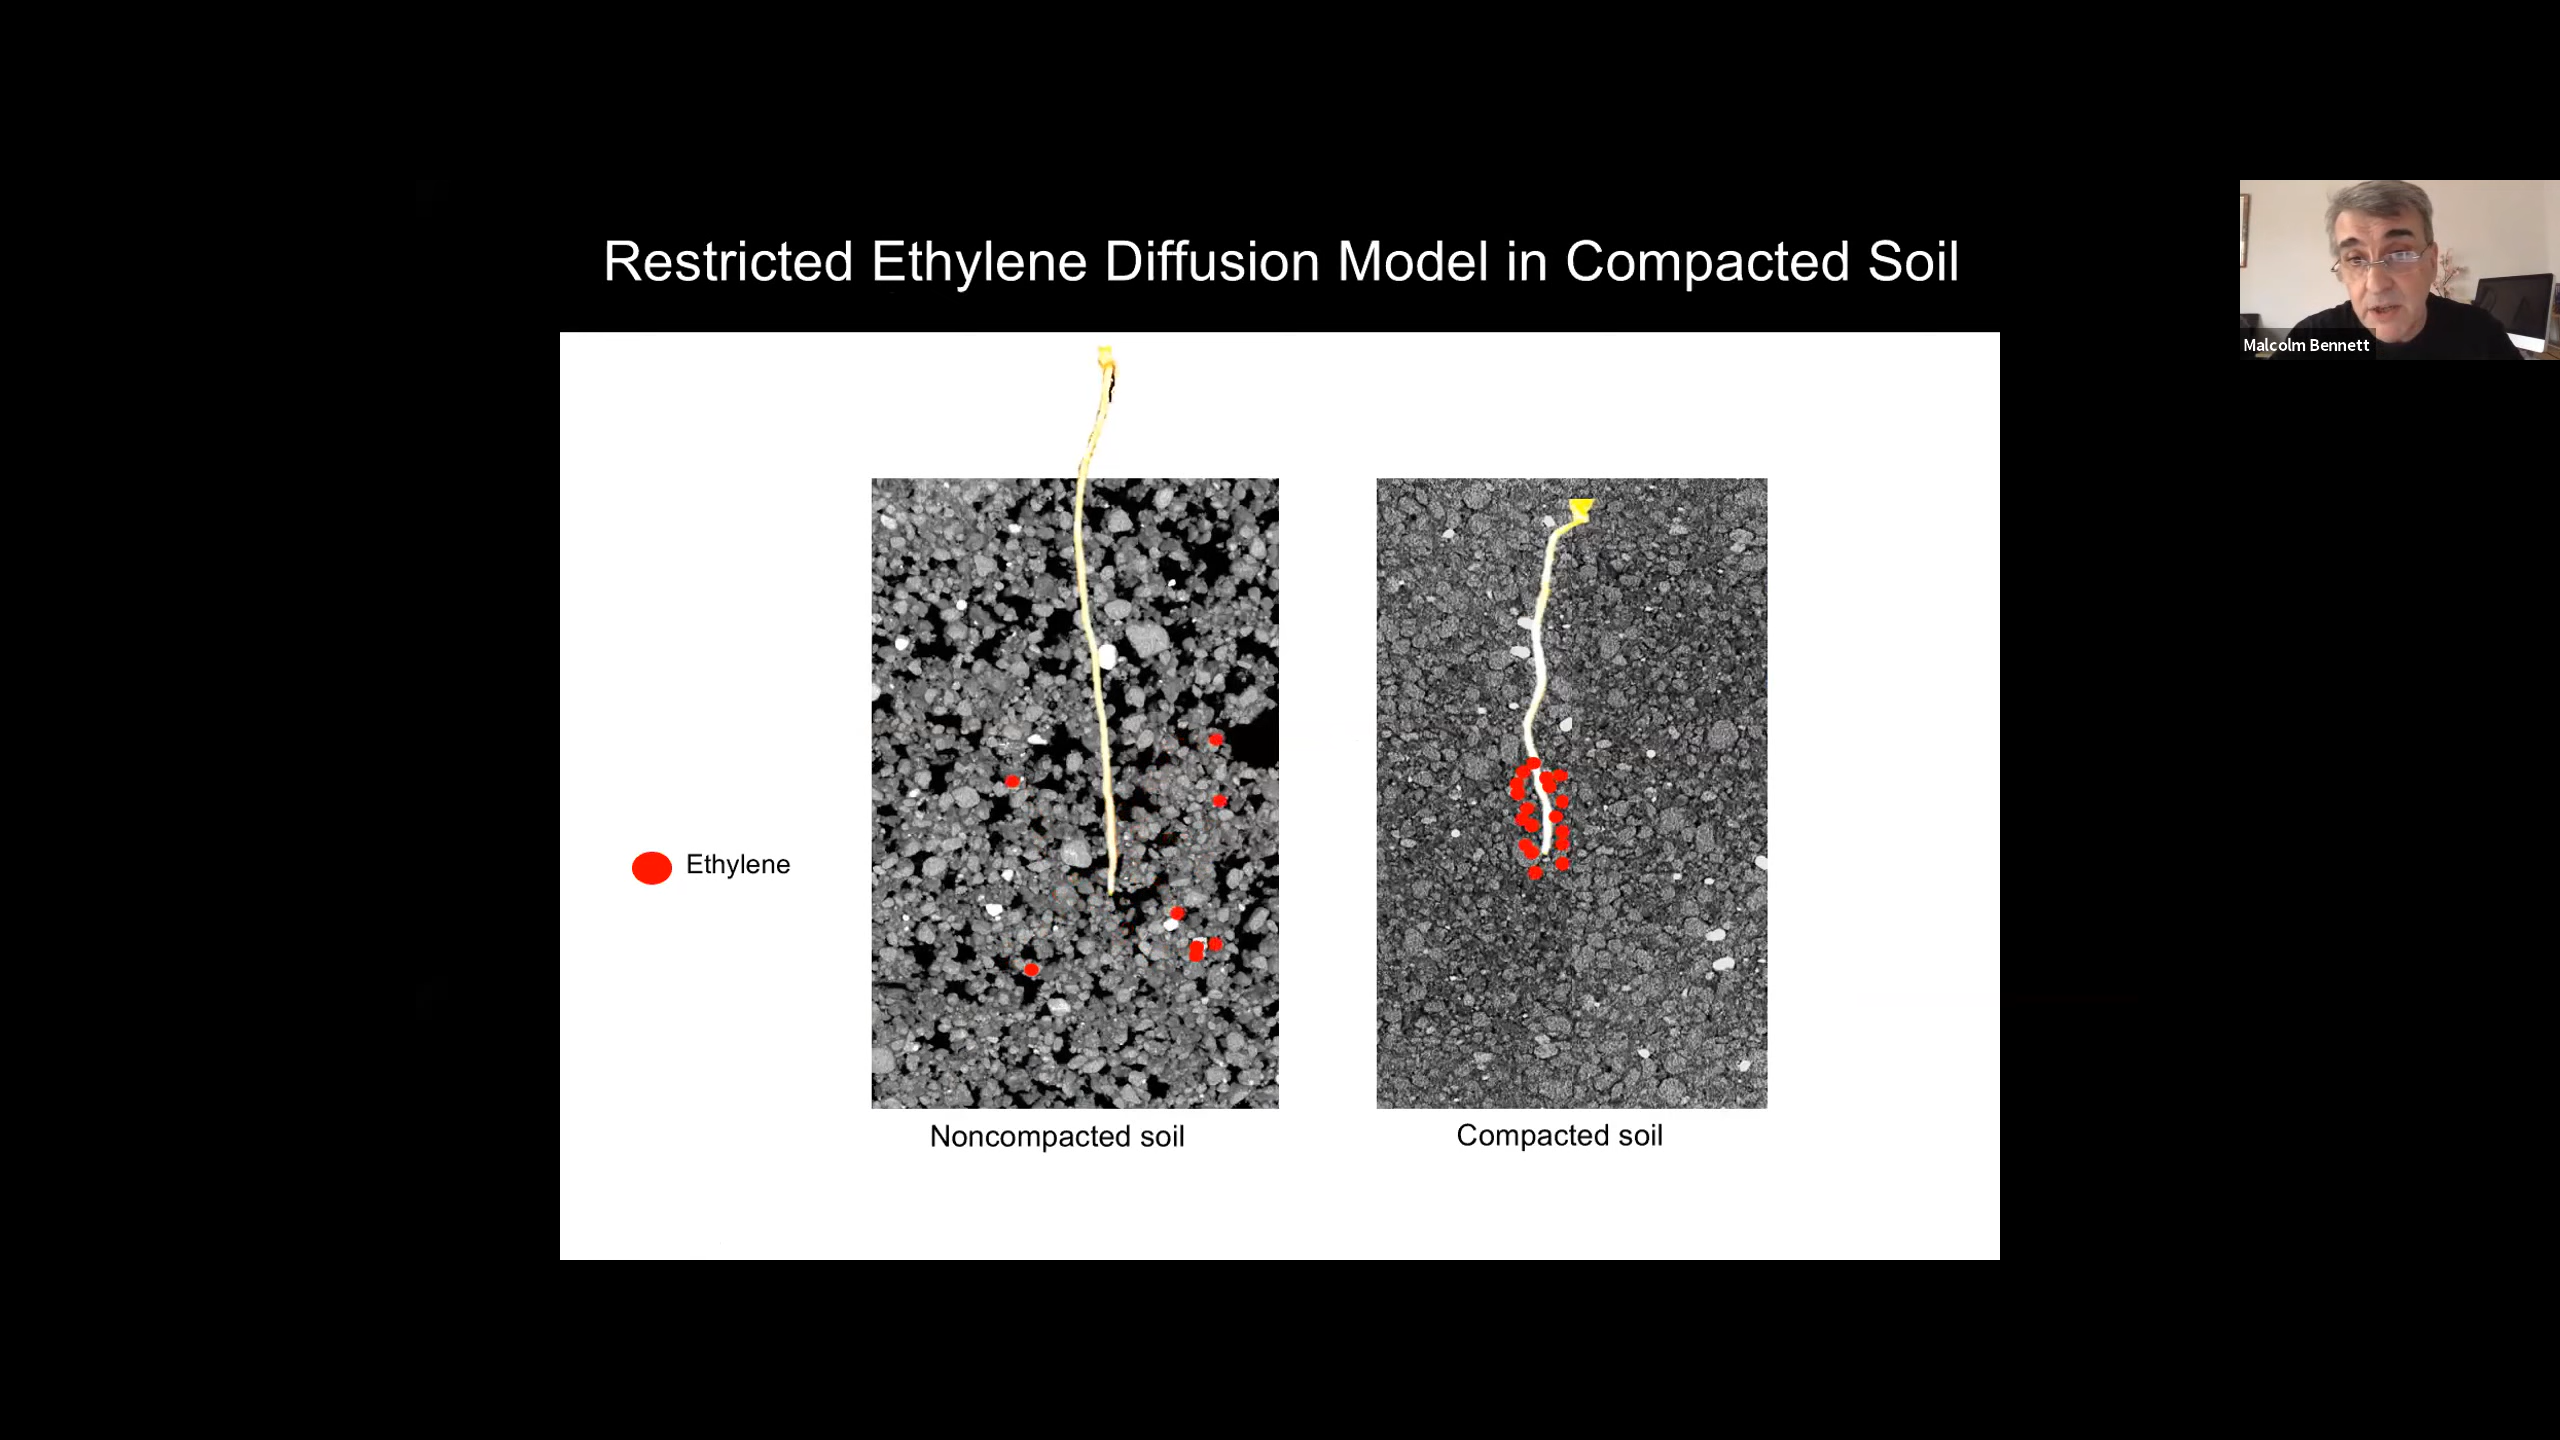 Restricted Ethylene Diffusion Model in Compacted Soil
Malcolm Bennett
Ethylene
Noncompacted soil
Compacted soil